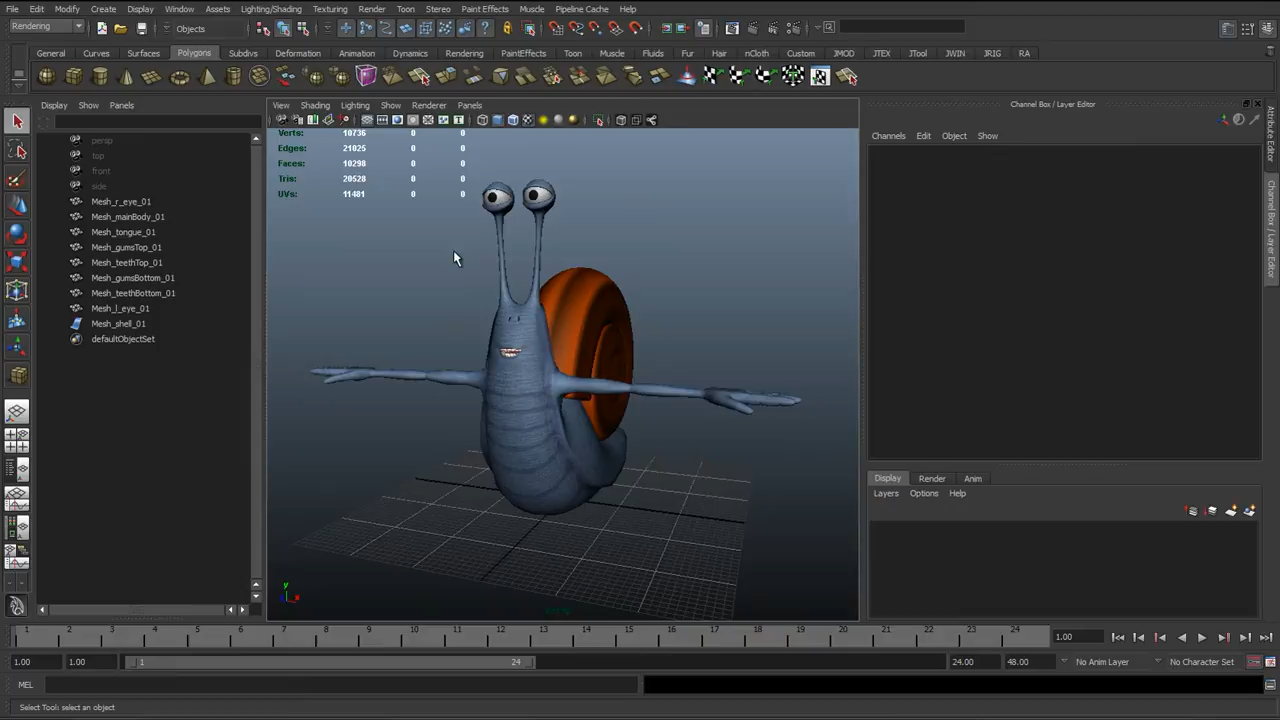 File Edit Modify Create Display Window Assets Lighting/Shading Texturing Render Toon Stereo Paint Effects Muscle Pipeline Cache Help
Rendering Objects
General Curves Surfaces Polygons Subdivs Deformation Animation Dynamics Rendering PaintEffects Toon Muscle Fluids Fur Hair nCloth Custom JMOD JTEX JTool JWIN JRIG RA
Display Show Panels
View Shading Lighting Show Renderer Panels
Channel Box / Layer Editor
Channels Edit Object Show
Attribute Editor
Channel Box / Layer Editor
persp
top
front
side
Mesh_r_eye_01
Mesh_mainBody_01
Mesh_tongue_01
Mesh_gumsTop_01
Mesh_teethTop_01
Mesh_gumsBottom_01
Mesh_teethBottom_01
Mesh_l_eye_01
Mesh_shell_01
defaultObjectSet
Verts: 10736 0 0
Edges: 21025 0 0
Faces: 10298 0 0
Tris: 20528 0 0
UVs: 11481 0 0
y
x
Display Render Anim
Layers Options Help
1 2 3 4 5 6 7 8 9 10 11 12 13 14 15 16 17 18 19 20 21 22 23 24 1.00
1.00 1.00 1 24 24.00 48.00 No Anim Layer No Character Set
MEL
Select Tool: select an object